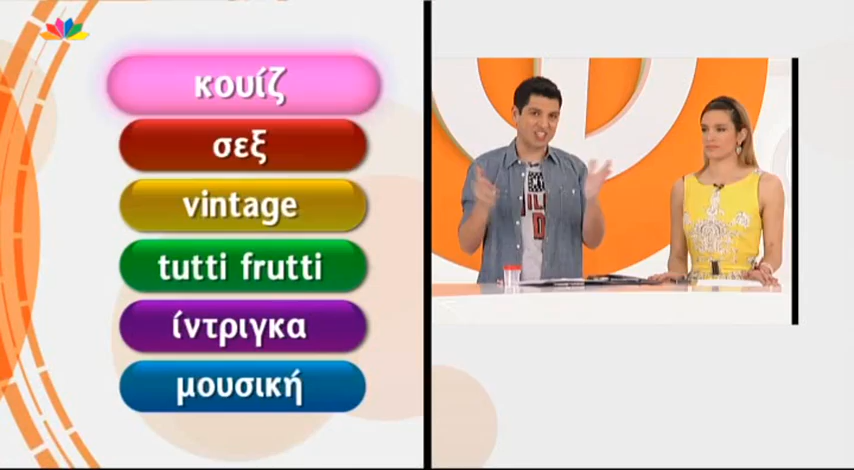 κουίζ
σεξ
vintage
tutti frutti
ίντριγκα
μουσική